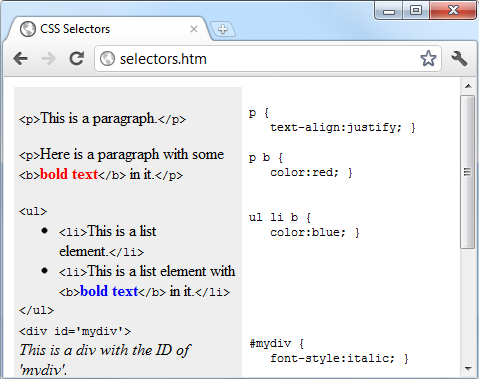 CSS Selectors
selectors.htm
<p>This is a paragraph.</p>
<p>Here is a paragraph with some
<b>bold text</b> in it.</p>
<ul>
<li>This is a list
element.</li>
<li>This is a list element with
<b>bold text</b> in it.</li>
</ul>
<div id='mydiv'>
This is a div with the ID of
'mydiv'.
p {
text-align:justify; }
p b {
color:red; }
ul li b {
color:blue; }
#mydiv {
font-style:italic; }